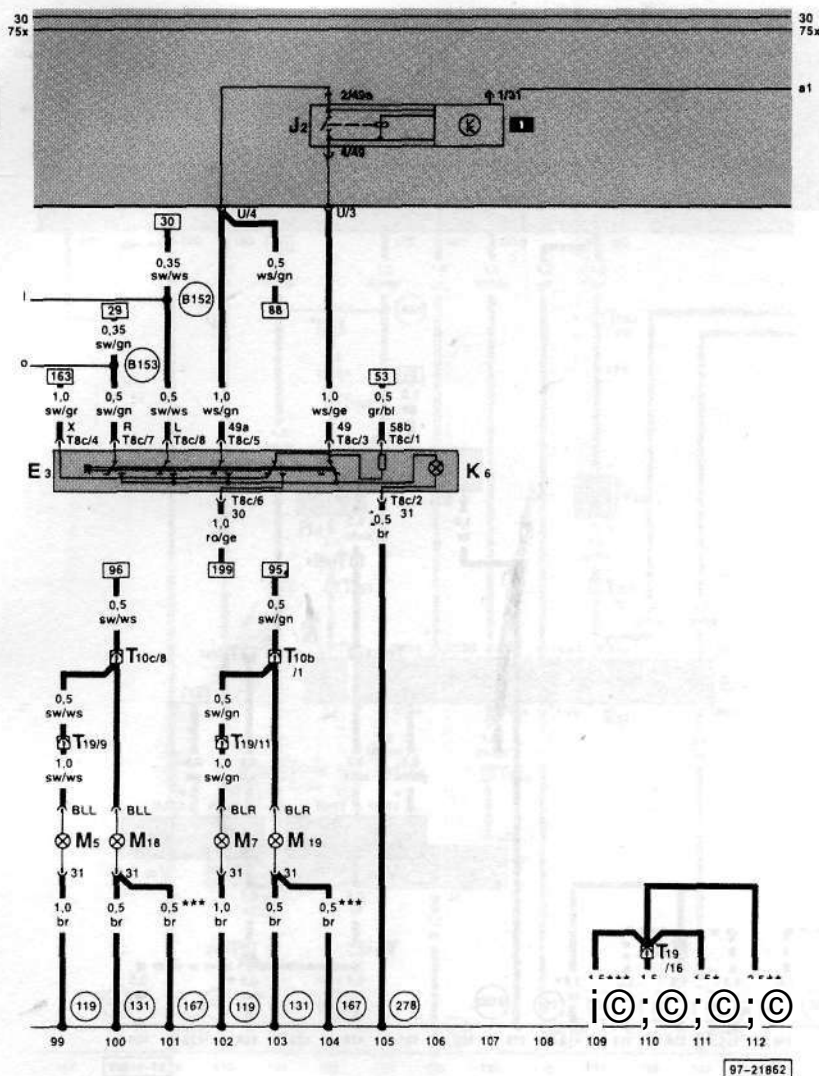 30 30
75x 75x
2/49a 1/31 a1
J2 1
4/49
U/4 U/3
30
0,35 0,5
sw/ws ws/gn
B152
29 88
0,35
sw/gn
B153
163 53
1,0 0,5 0,5 1,0 1,0 0,5
sw/gr sw/gn sw/ws ws/gn ws/ge gr/bl
X R L 49a 49 58b
T8c/4 T8c/7 T8c/8 T8c/5 T8c/3 T8c/1
E3 K6
T8c/6 T8c/2
30 31
1,0 0,5
ro/ge br
96 199 95
0,5 0,5
sw/ws sw/gn
T10c/8 T10b
/1
0,5 0,5
sw/ws sw/gn
T19/9 T19/11
1,0 1,0
sw/ws sw/gn
BLL BLL BLR BLR
M5 M18 M7 M19
31 31 31 31
1,0 0,5 0,5 *** 1,0 0,5 0,5 ***
br br br br br br
T19
/16
1,5*** 1,5 1,5* 2,5**
i©;©;©;©
119 131 167 119 131 167 278
99 100 101 102 103 104 105 106 107 108 109 110 111 112
97-21862